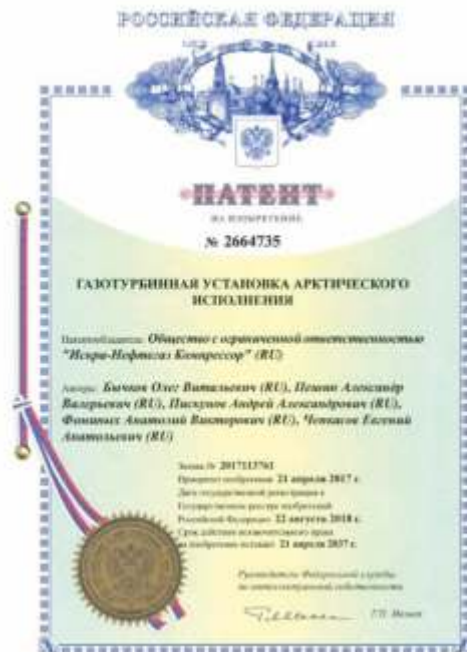 РОССИЙСКАЯ ФЕДЕРАЦИЯ
ПАТЕНТ
НА ИЗОБРЕТЕНИЕ
№ 2664735
ГАЗОТУРБИННАЯ УСТАНОВКА АРКТИЧЕСКОГО
ИСПОЛНЕНИЯ
Патентообладатель: Общество с ограниченной ответственностью
"Искра-Нефтегаз Компрессор" (RU)
Авторы: Бычков Олег Витальевич (RU), Пешин Александр
Валерьевич (RU), Пискунов Андрей Александрович (RU),
Фоминых Анатолий Викторович (RU), Чепкасов Евгений
Анатольевич (RU)
Заявка № 2017113761
Приоритет изобретения 21 апреля 2017 г.
Дата государственной регистрации в
Государственном реестре изобретений
Российской Федерации 22 августа 2018 г.
Срок действия исключительного права
на изобретение истекает 21 апреля 2037 г.
Руководитель Федеральной службы
по интеллектуальной собственности
Г.П. Ивлиев